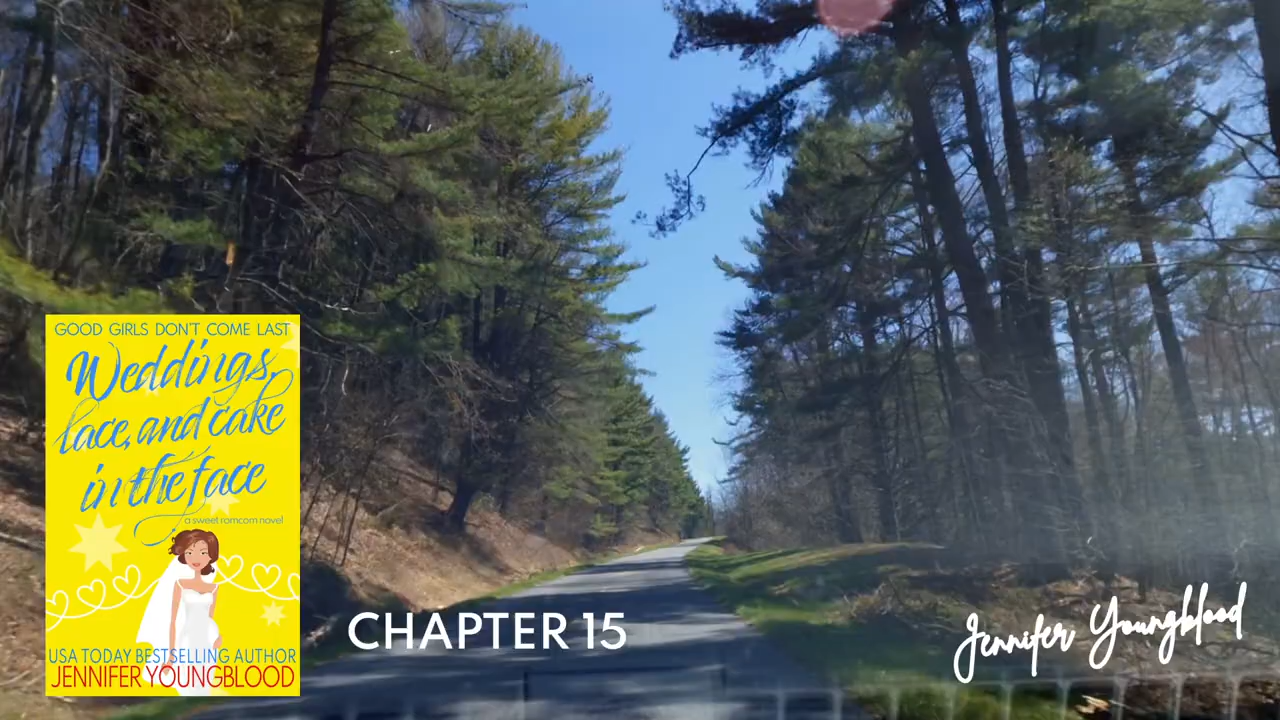 GOOD GIRLS DON'T COME LAST
Weddings,
lace, and cake
in the face
a sweet romcom novel
USA TODAY BESTSELLING AUTHOR
JENNIFER YOUNGBLOOD
CHAPTER 15
Jennifer Youngblood